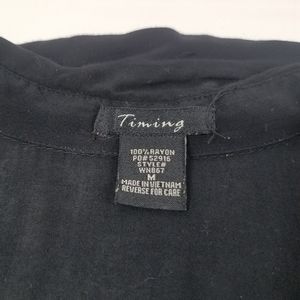 Timing
100% RAYON
PO# 52916
STYLE#
WN867
M
MADE IN VIETNAM
REVERSE FOR CARE